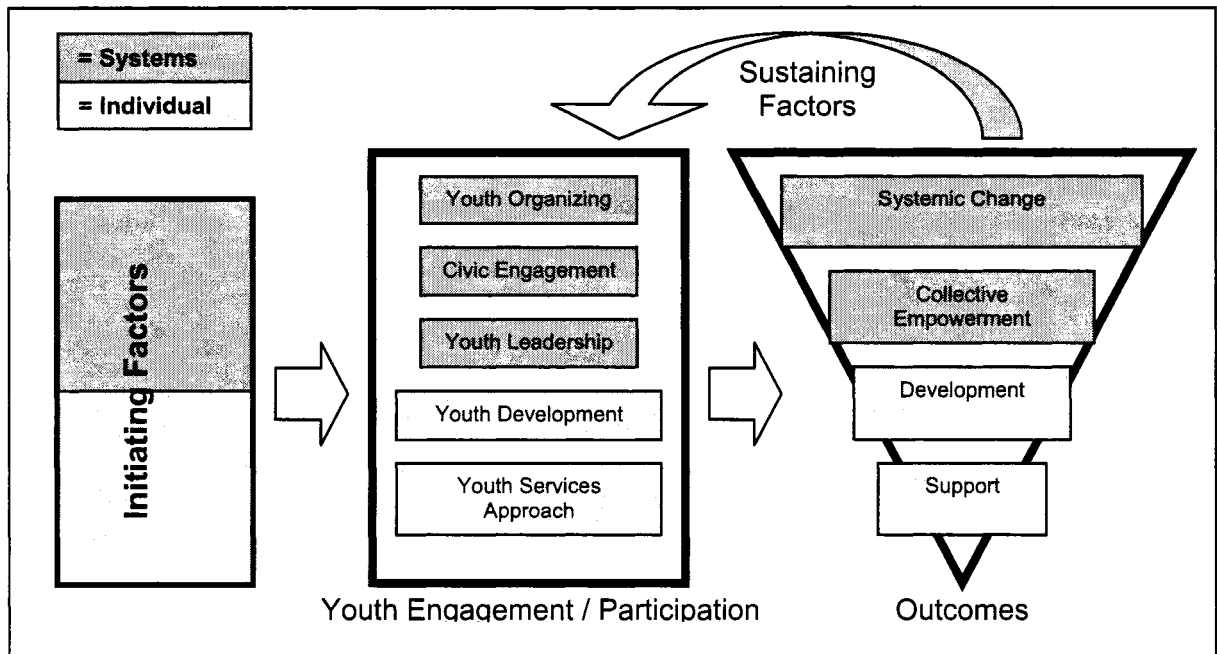 = Systems
= Individual
Sustaining
Factors
Initiating Factors
Youth Organizing
Civic Engagement
Youth Leadership
Youth Development
Youth Services
Approach
Systemic Change
Collective
Empowerment
Development
Support
Youth Engagement / Participation
Outcomes